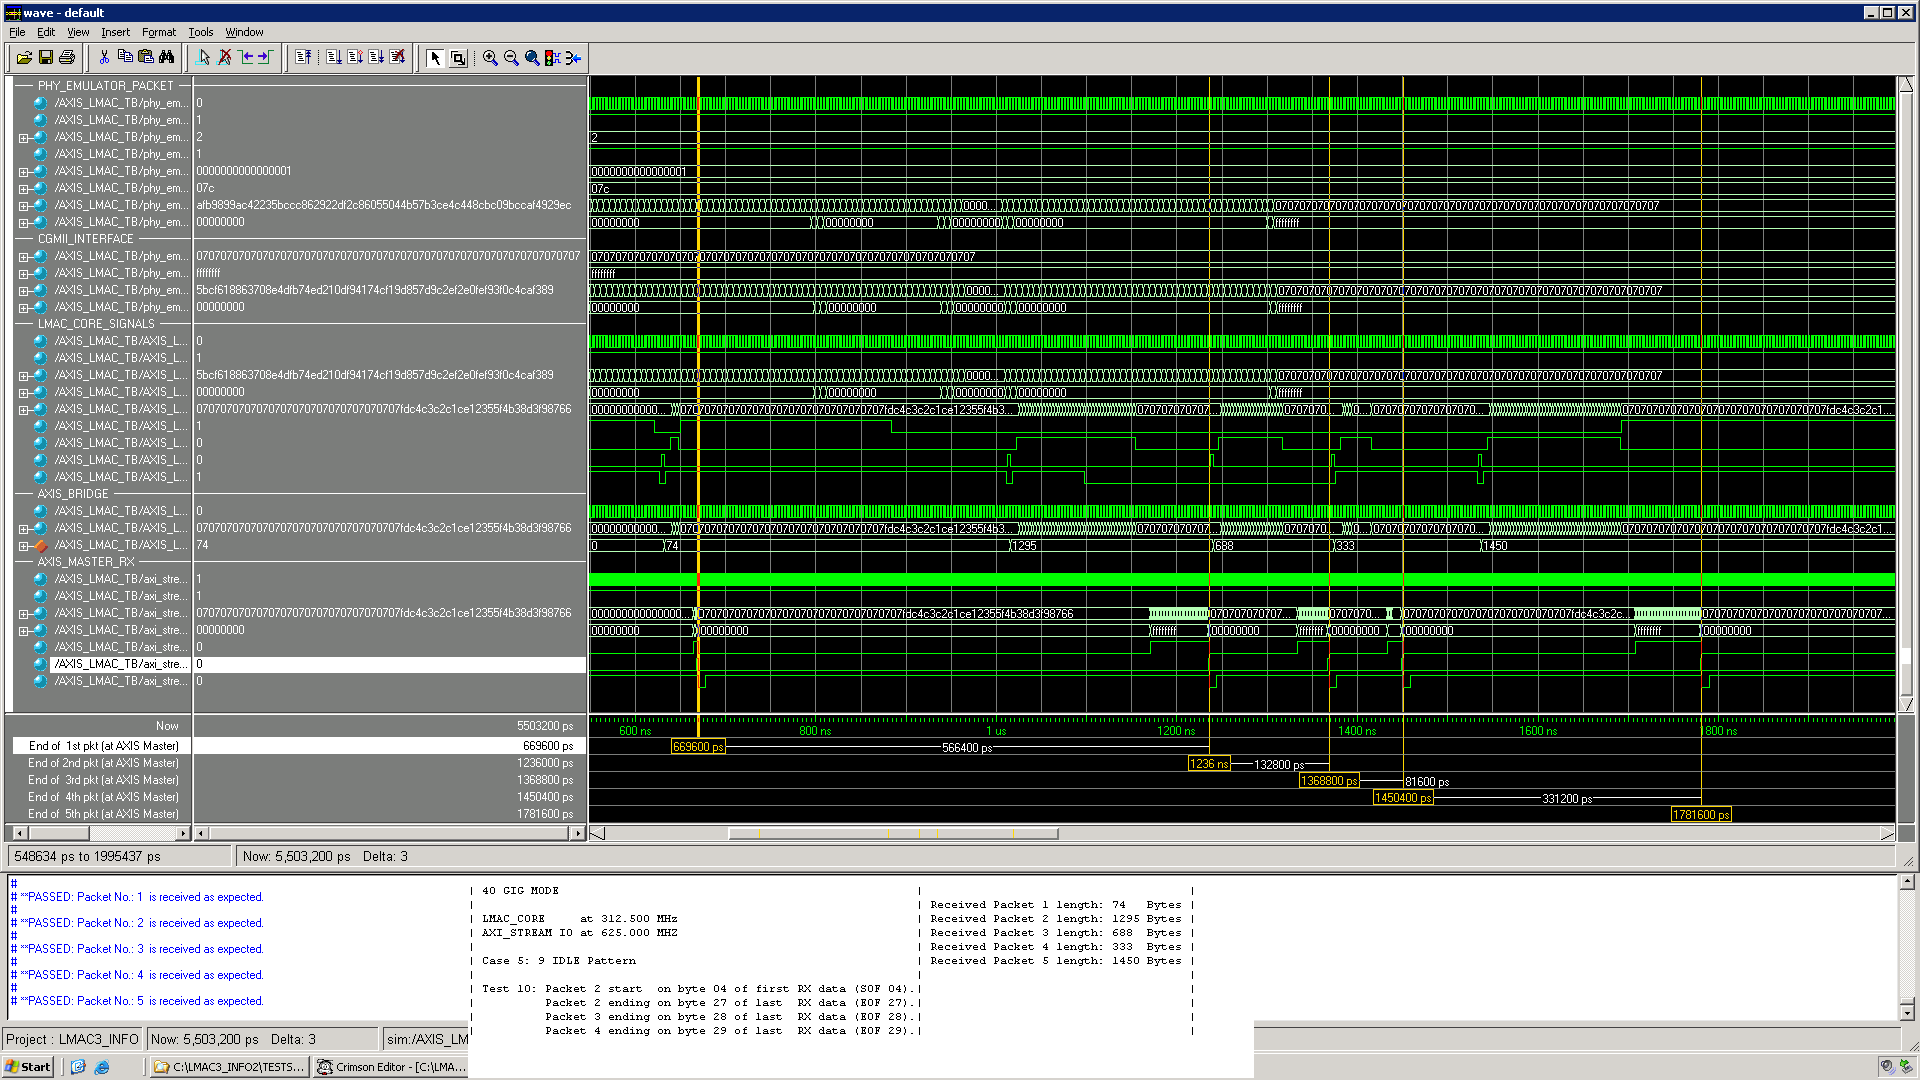 wave - default
File Edit View Insert Format Tools Window
PHY_EMULATOR_PACKET
/AXIS_LMAC_TB/phy_em... 0
/AXIS_LMAC_TB/phy_em... 1
/AXIS_LMAC_TB/phy_em... 2 2
/AXIS_LMAC_TB/phy_em... 1
/AXIS_LMAC_TB/phy_em... 0000000000000001 0000000000000001
/AXIS_LMAC_TB/phy_em... 07c 07c
/AXIS_LMAC_TB/phy_em... afb9899ac42235bccc862922df2c86055044b57b3ce4c448cbc09bccaf4929ec 0000...
/AXIS_LMAC_TB/phy_em... 00000000 00000000 00000000 00000000 00000000 ffffffff
CGMII_INTERFACE
/AXIS_LMAC_TB/phy_em... 0707070707070707070707070707070707070707070707070707070707070707
/AXIS_LMAC_TB/phy_em... ffffffff ffffffff
/AXIS_LMAC_TB/phy_em... 5bcf618863708e4dfb74ed210df94174cf19d857d9c2ef2e0fef93f0c4caf389 0000...
/AXIS_LMAC_TB/phy_em... 00000000 00000000 00000000 00000000 00000000 ffffffff
LMAC_CORE_SIGNALS
/AXIS_LMAC_TB/AXIS_L... 0
/AXIS_LMAC_TB/AXIS_L... 1
/AXIS_LMAC_TB/AXIS_L... 5bcf618863708e4dfb74ed210df94174cf19d857d9c2ef2e0fef93f0c4caf389 0000...
/AXIS_LMAC_TB/AXIS_L... 00000000 00000000 00000000 00000000 00000000 ffffffff
/AXIS_LMAC_TB/AXIS_L... 0707070707070707070707070707070707fdc4c3c2c1ce12355f4b38d3f98766
/AXIS_LMAC_TB/AXIS_L... 1
/AXIS_LMAC_TB/AXIS_L... 0
/AXIS_LMAC_TB/AXIS_L... 0
/AXIS_LMAC_TB/AXIS_L... 1
AXIS_BRIDGE
/AXIS_LMAC_TB/AXIS_L... 0
/AXIS_LMAC_TB/AXIS_L... 0707070707070707070707070707070707fdc4c3c2c1ce12355f4b38d3f98766
/AXIS_LMAC_TB/AXIS_L... 74 0 74 1295 688 333 1450
AXIS_MASTER_RX
/AXIS_LMAC_TB/axi_stre... 1
/AXIS_LMAC_TB/axi_stre... 1
/AXIS_LMAC_TB/axi_stre... 0707070707070707070707070707070707fdc4c3c2c1ce12355f4b38d3f98766
/AXIS_LMAC_TB/axi_stre... 00000000 00000000 00000000 ffffffff 00000000 ffffffff 00000000 00000000 ffffffff 00000000
/AXIS_LMAC_TB/axi_stre... 0
/AXIS_LMAC_TB/axi_stre... 0
/AXIS_LMAC_TB/axi_stre... 0
Now 5503200 ps 600 ns 800 ns 1 us 1200 ns 1400 ns 1600 ns 1800 ns
End of 1st pkt (at AXIS Master) 669600 ps 669600 ps 566400 ps
End of 2nd pkt (at AXIS Master) 1236000 ps 1236 ns 132800 ps
End of 3rd pkt (at AXIS Master) 1368800 ps 1368800 ps 81600 ps
End of 4th pkt (at AXIS Master) 1450400 ps 1450400 ps 331200 ps
End of 5th pkt (at AXIS Master) 1781600 ps 1781600 ps
548634 ps to 1995437 ps Now: 5,503,200 ps Delta: 3
#
# **PASSED: Packet No.: 1 is received as expected.
#
# **PASSED: Packet No.: 2 is received as expected.
#
# **PASSED: Packet No.: 3 is received as expected.
#
# **PASSED: Packet No.: 4 is received as expected.
#
# **PASSED: Packet No.: 5 is received as expected.
| 40 GIG MODE | |
| | Received Packet 1 length: 74 Bytes |
| LMAC_CORE at 312.500 MHz | Received Packet 2 length: 1295 Bytes |
| AXI_STREAM IO at 625.000 MHZ | Received Packet 3 length: 688 Bytes |
| | Received Packet 4 length: 333 Bytes |
| Case 5: 9 IDLE Pattern | Received Packet 5 length: 1450 Bytes |
| Test 10: Packet 2 start on byte 04 of first RX data (SOF 04).| |
| Packet 2 ending on byte 27 of last RX data (EOF 27).| |
| Packet 3 ending on byte 28 of last RX data (EOF 28).| |
| Packet 4 ending on byte 29 of last RX data (EOF 29).| |
Project : LMAC3_INFO Now: 5,503,200 ps Delta: 3 sim:/AXIS_LM
Start C:\LMAC3_INFO2\TESTS... Crimson Editor - [C:\LMA...